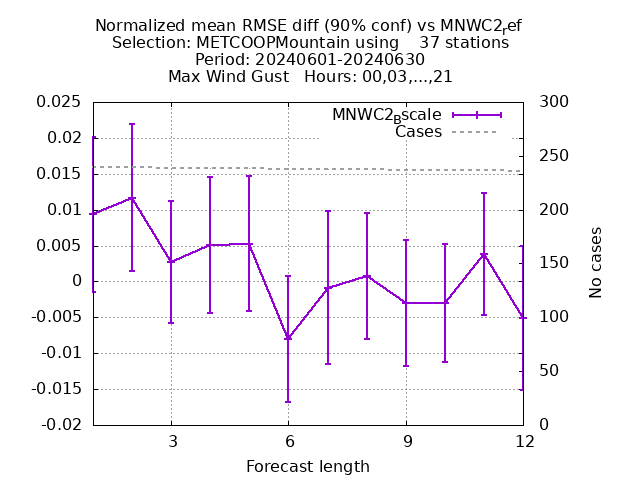 Normalized mean RMSE diff (90% conf) vs MNWC2ref
Selection: METCOOPMountain using    37 stations
Period: 20240601-20240630
Max Wind Gust   Hours: 00,03,...,21
MNWC2Bscale
Cases
0.025
0.02
0.015
0.01
0.005
0
-0.005
-0.01
-0.015
-0.02
300
250
200
150
100
50
0
No cases
3
6
9
12
Forecast length